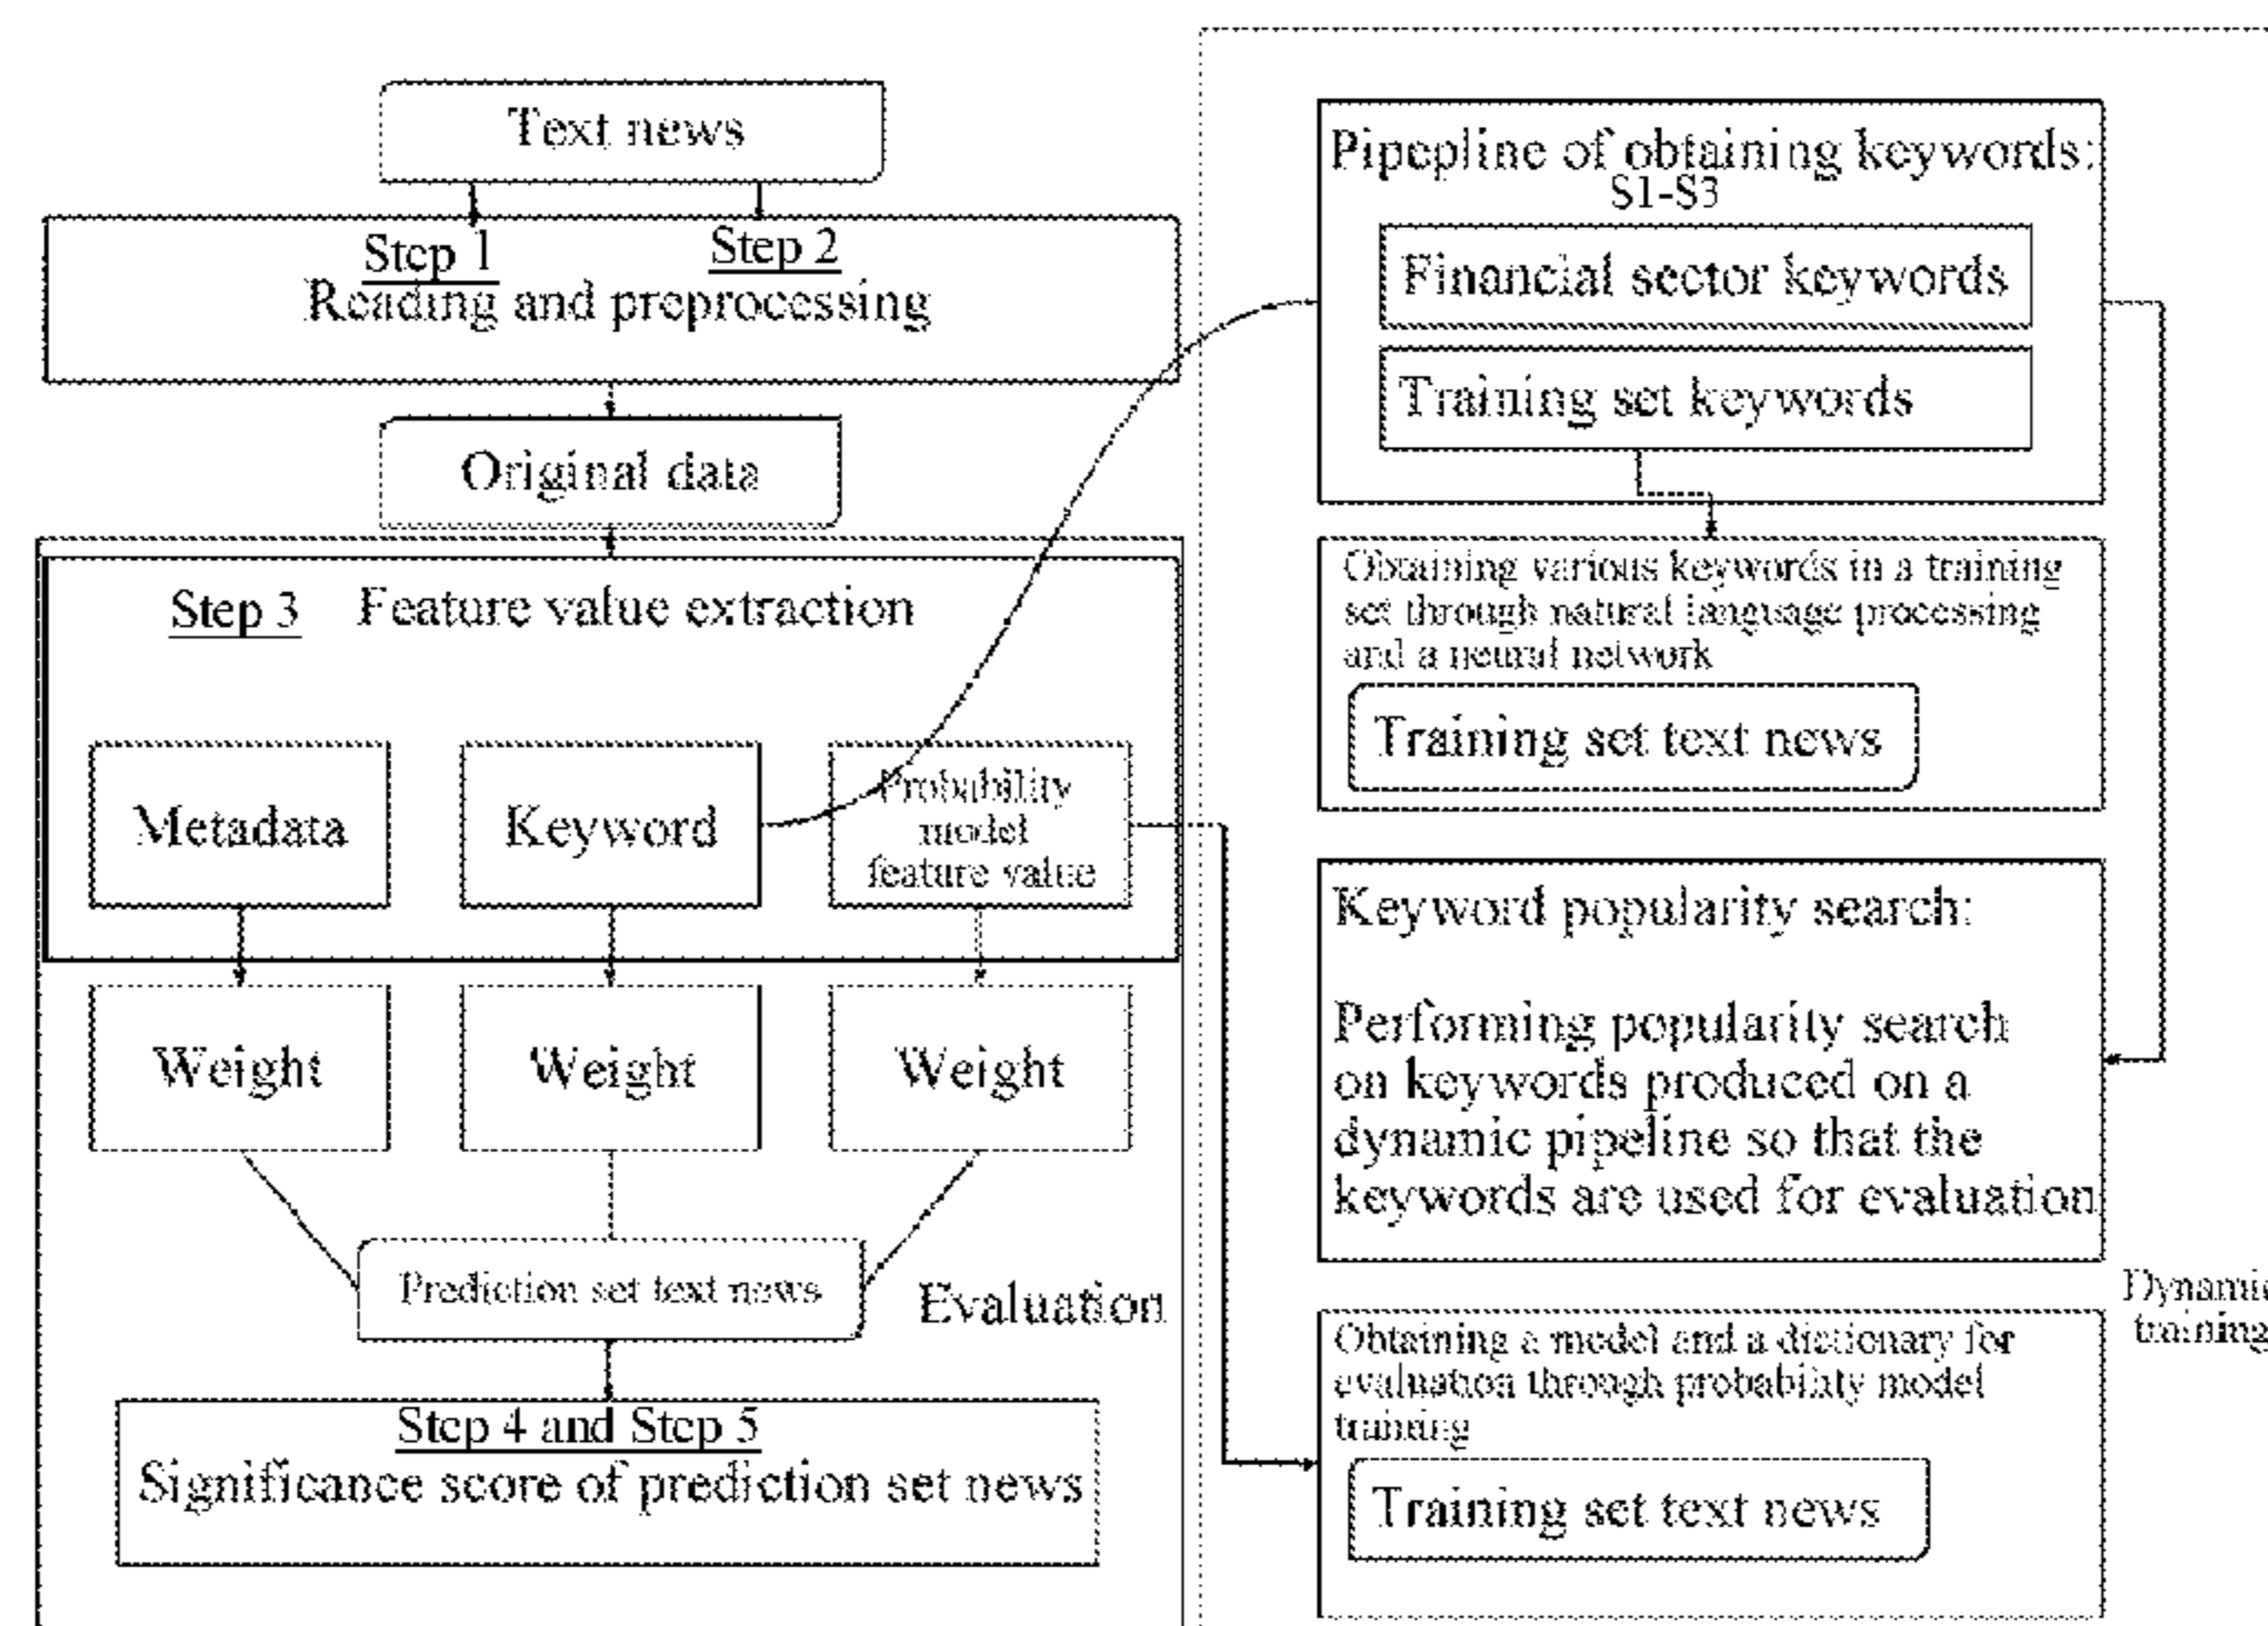 Text news
Step 1
Step 2
Reading and preprocessing
Original data
Step 3
Feature value extraction
Metadata
Keyword
Probability
model
feature value
Weight
Weight
Weight
Prediction set text news
Evaluation
Step 4 and Step 5
Significance score of prediction set news
Pipepline of obtaining keywords:
S1-S3
Financial sector keywords
Training set keywords
Obtaining various keywords in a training
set through natural language processing
and a neural network
Training set text news
Keyword popularity search:
Performing popularity search
on keywords produced on a
dynamic pipeline so that the
keywords are used for evaluation
Dynamic
training
Obtaining a model and a dictionary for
evaluation through probability model
training
Training set text news